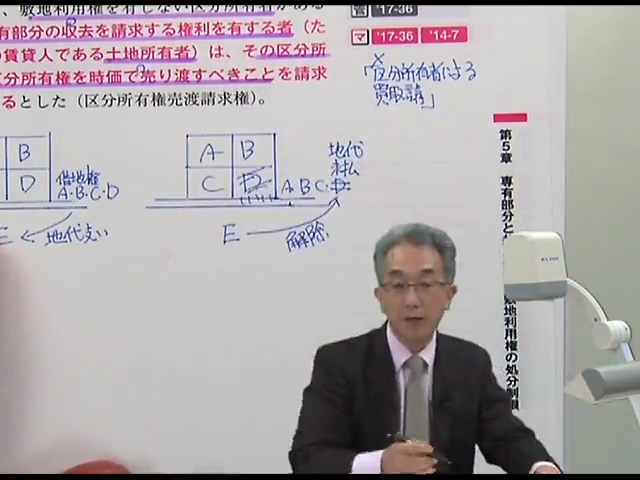 敷地利用権を有しない区分所有者が
有部分の収去を請求する権利を有する者（た
の賃貸人である土地所有者）は、その区分所
区分所有権を時価で売り渡すべきことを請求
るとした（区分所有権売渡請求権）。
管 '17-36
マ '17-36 '14-7
「区分所有者による
買取請」
B
D
借地権
A・B・C・D
E
地代支い
A B
C D
地代
未払
A B C D
E
解除
第5章 専有部分と
敷地利用権の処分制限
ELMO